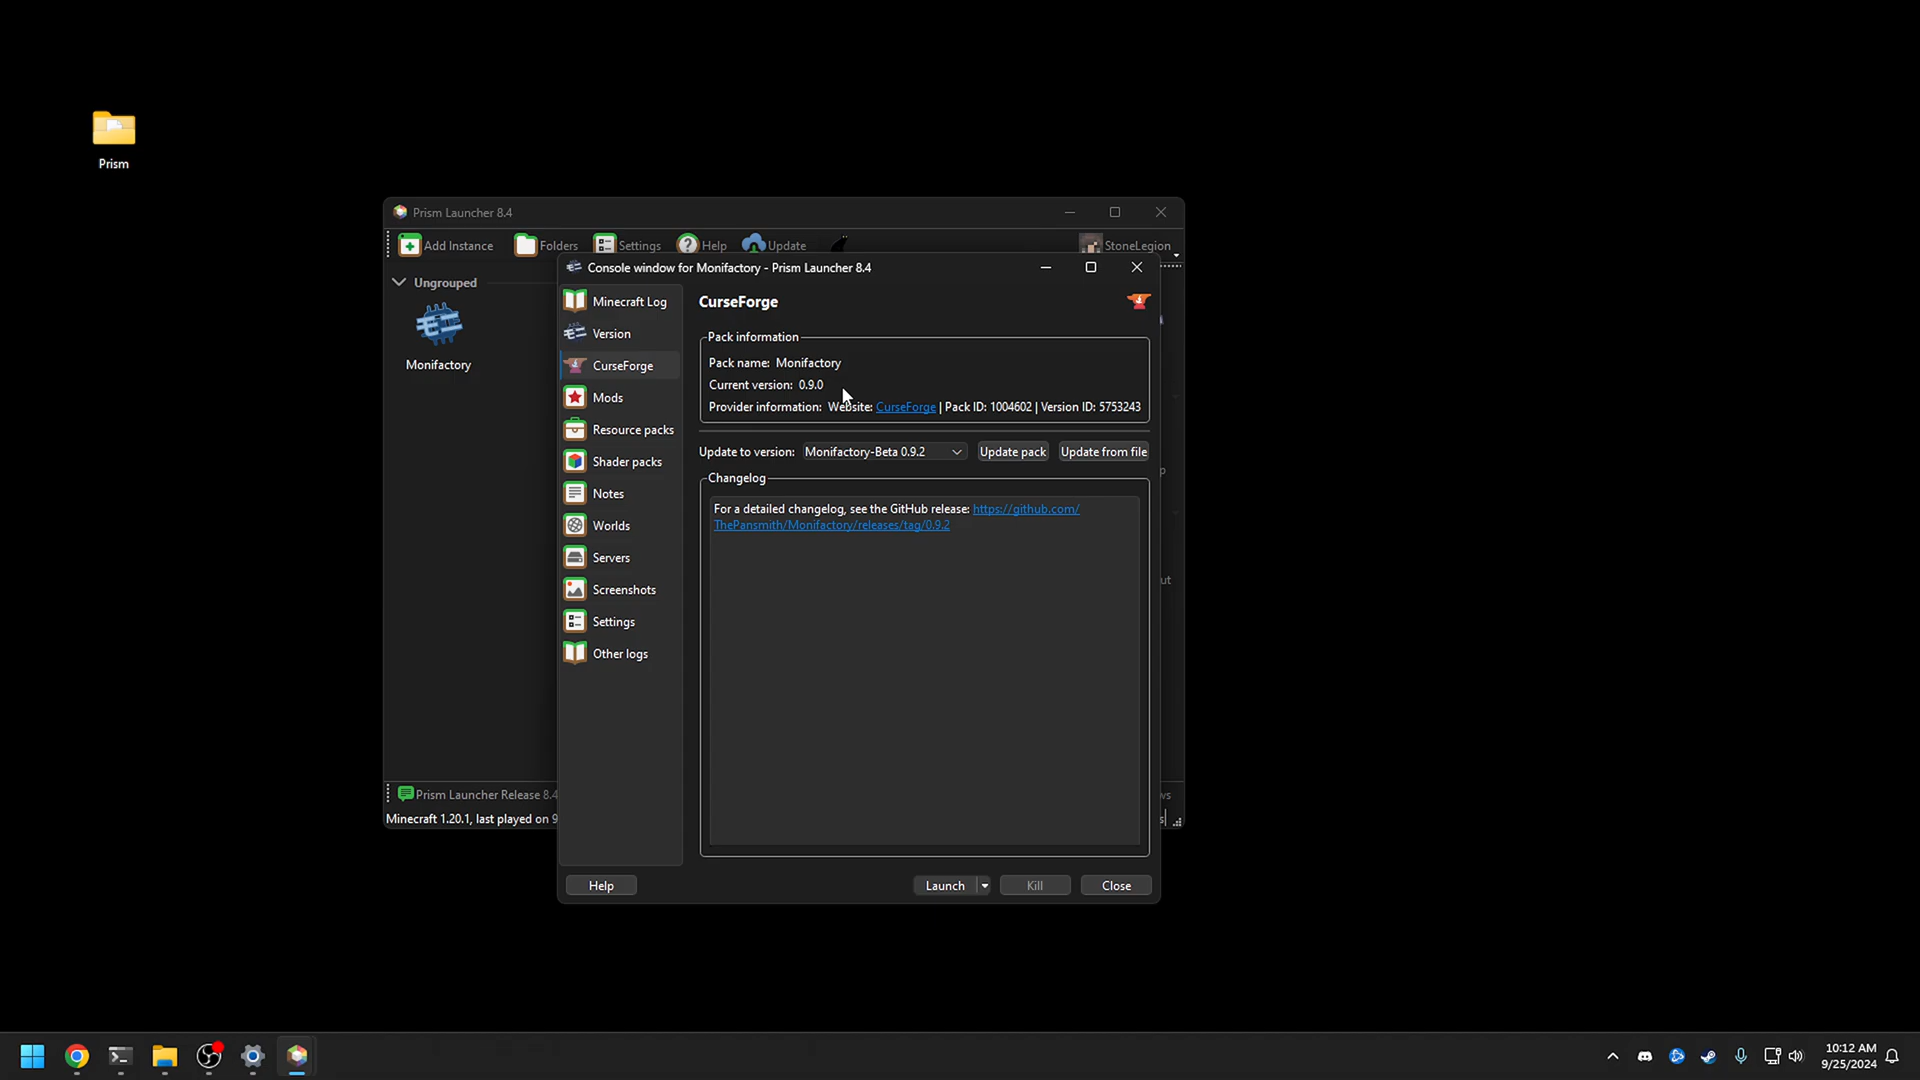 Prism
Prism Launcher 8.4
Add Instance
Folders
Settings
Help
Update
StoneLegion
Ungrouped
Monifactory
Prism Launcher Release 8.4
ws
Minecraft 1.20.1, last played on 9
s
p
ut
Console window for Monifactory - Prism Launcher 8.4
Minecraft Log
Version
CurseForge
Mods
Resource packs
Shader packs
Notes
Worlds
Servers
Screenshots
Settings
Other logs
CurseForge
Pack information
Pack name: Monifactory
Current version: 0.9.0
Provider information: Website: CurseForge | Pack ID: 1004602 | Version ID: 5753243
Update to version: Monifactory-Beta 0.9.2
Update pack
Update from file
Changelog
For a detailed changelog, see the GitHub release: https://github.com/
ThePansmith/Monifactory/releases/tag/0.9.2
Help
Launch
Kill
Close
10:12 AM
9/25/2024